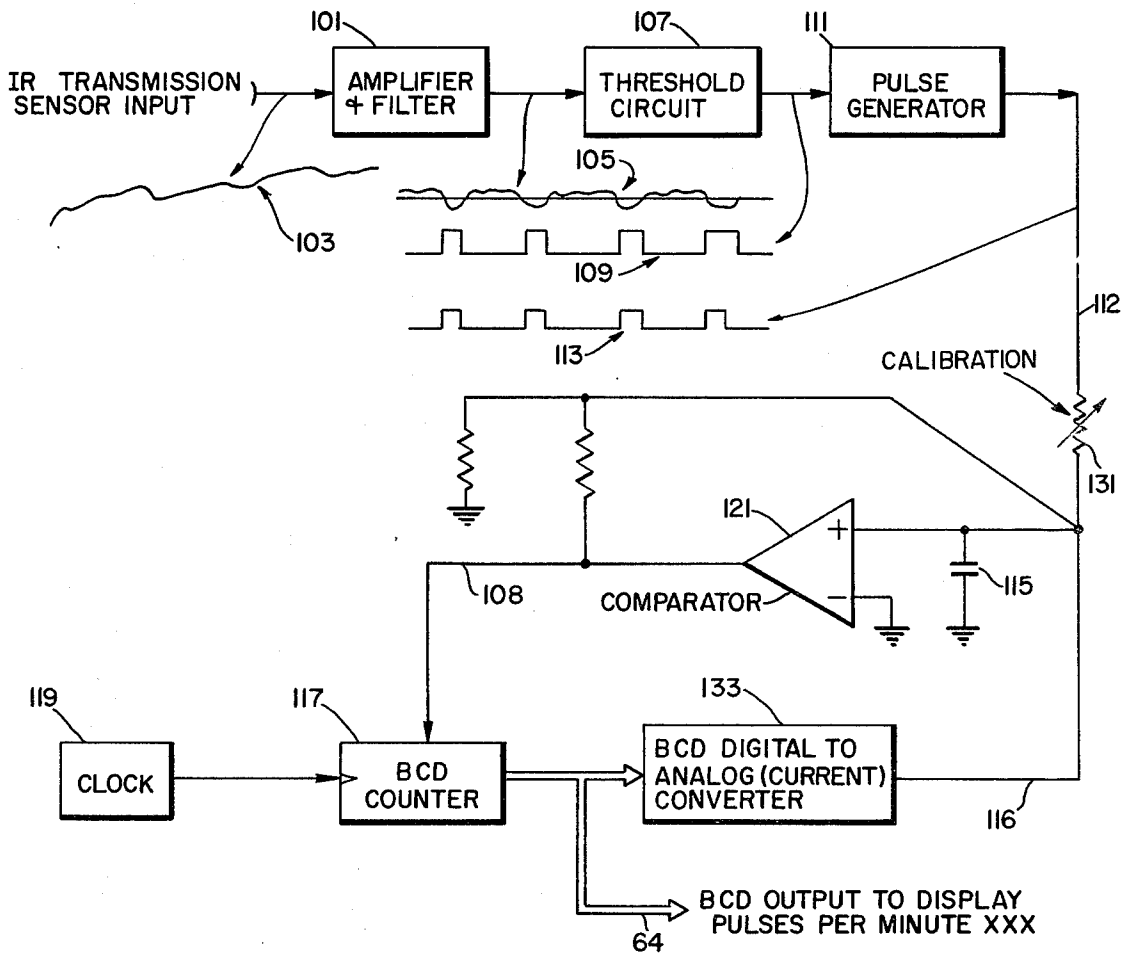 101
107
111
IR TRANSMISSION
SENSOR INPUT
AMPLIFIER
& FILTER
THRESHOLD
CIRCUIT
PULSE
GENERATOR
105
103
109
113
112
CALIBRATION
131
121
+
-
115
108
COMPARATOR
119
117
133
CLOCK
BCD
COUNTER
BCD DIGITAL TO
ANALOG (CURRENT)
CONVERTER
116
64
BCD OUTPUT TO DISPLAY
PULSES PER MINUTE XXX